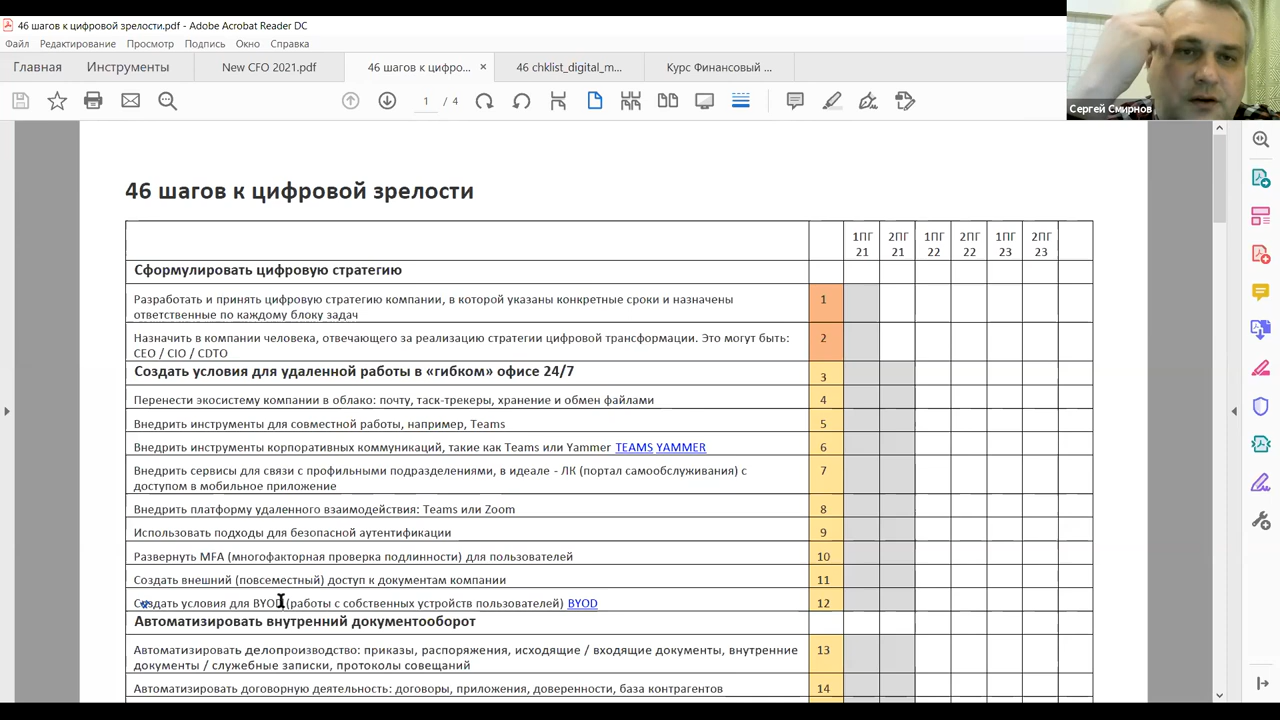 46 шагов к цифровой зрелости.pdf - Adobe Acrobat Reader DC
Файл Редактирование Просмотр Подпись Окно Справка
Главная Инструменты New CFO 2021.pdf 46 шагов к цифро... × 46 chklist_digital_m... Курс Финансовый ...
1 / 4
Сергей Смирнов
46 шагов к цифровой зрелости
1ПГ 2ПГ 1ПГ 2ПГ 1ПГ 2ПГ
21 21 22 22 23 23
Сформулировать цифровую стратегию
Разработать и принять цифровую стратегию компании, в которой указаны конкретные сроки и назначены 1
ответственные по каждому блоку задач
Назначить в компании человека, отвечающего за реализацию стратегии цифровой трансформации. Это могут быть: 2
CEO / CIO / CDTO
Создать условия для удаленной работы в «гибком» офисе 24/7 3
Перенести экосистему компании в облако: почту, таск-трекеры, хранение и обмен файлами 4
Внедрить инструменты для совместной работы, например, Teams 5
Внедрить инструменты корпоративных коммуникаций, такие как Teams или Yammer TEAMS YAMMER 6
Внедрить сервисы для связи с профильными подразделениями, в идеале - ЛК (портал самообслуживания) с 7
доступом в мобильное приложение
Внедрить платформу удаленного взаимодействия: Teams или Zoom 8
Использовать подходы для безопасной аутентификации 9
Развернуть MFA (многофакторная проверка подлинности) для пользователей 10
Создать внешний (повсеместный) доступ к документам компании 11
Создать условия для BYOD (работы с собственных устройств пользователей) BYOD 12
Автоматизировать внутренний документооборот
Автоматизировать делопроизводство: приказы, распоряжения, исходящие / входящие документы, внутренние 13
документы / служебные записки, протоколы совещаний
Автоматизировать договорную деятельность: договоры, приложения, доверенности, база контрагентов 14